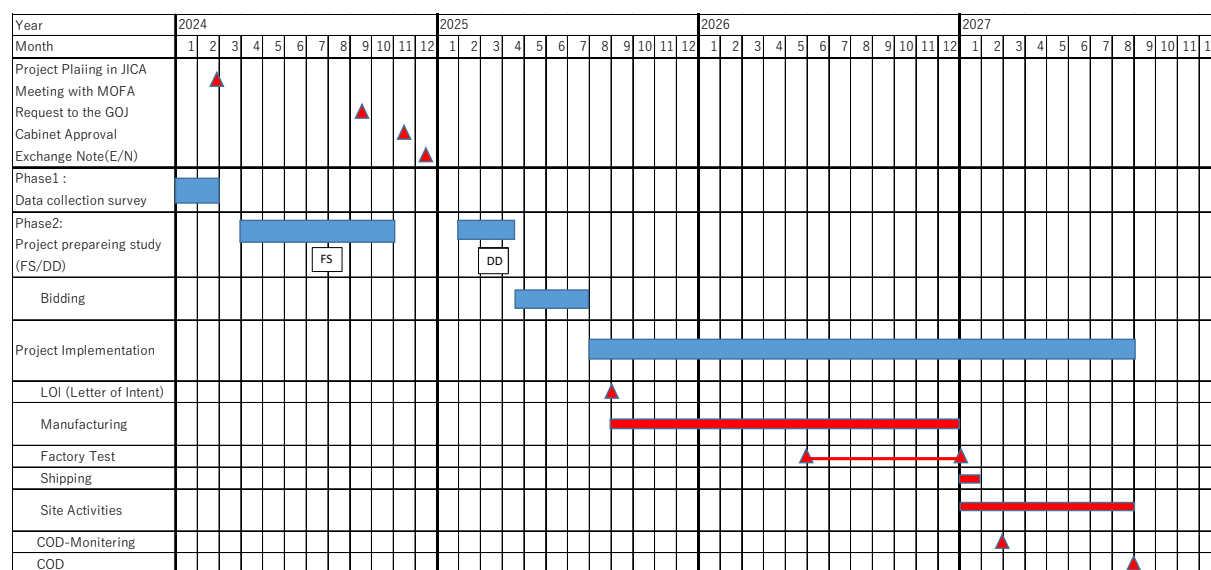 Year 2024 2025 2026 2027
Month 1 2 3 4 5 6 7 8 9 10 11 12 1 2 3 4 5 6 7 8 9 10 11 12 1 2 3 4 5 6 7 8 9 10 11 12 1 2 3 4 5 6 7 8 9 10 11
Project Plaiing in JICA
Meeting with MOFA
Request to the GOJ
Cabinet Approval
Exchange Note(E/N)
Phase1 :
Data collection survey
Phase2:
Project prepareing study
(FS/DD)
FS
DD
Bidding
Project Implementation
LOI (Letter of Intent)
Manufacturing
Factory Test
Shipping
Site Activities
COD-Monitering
COD